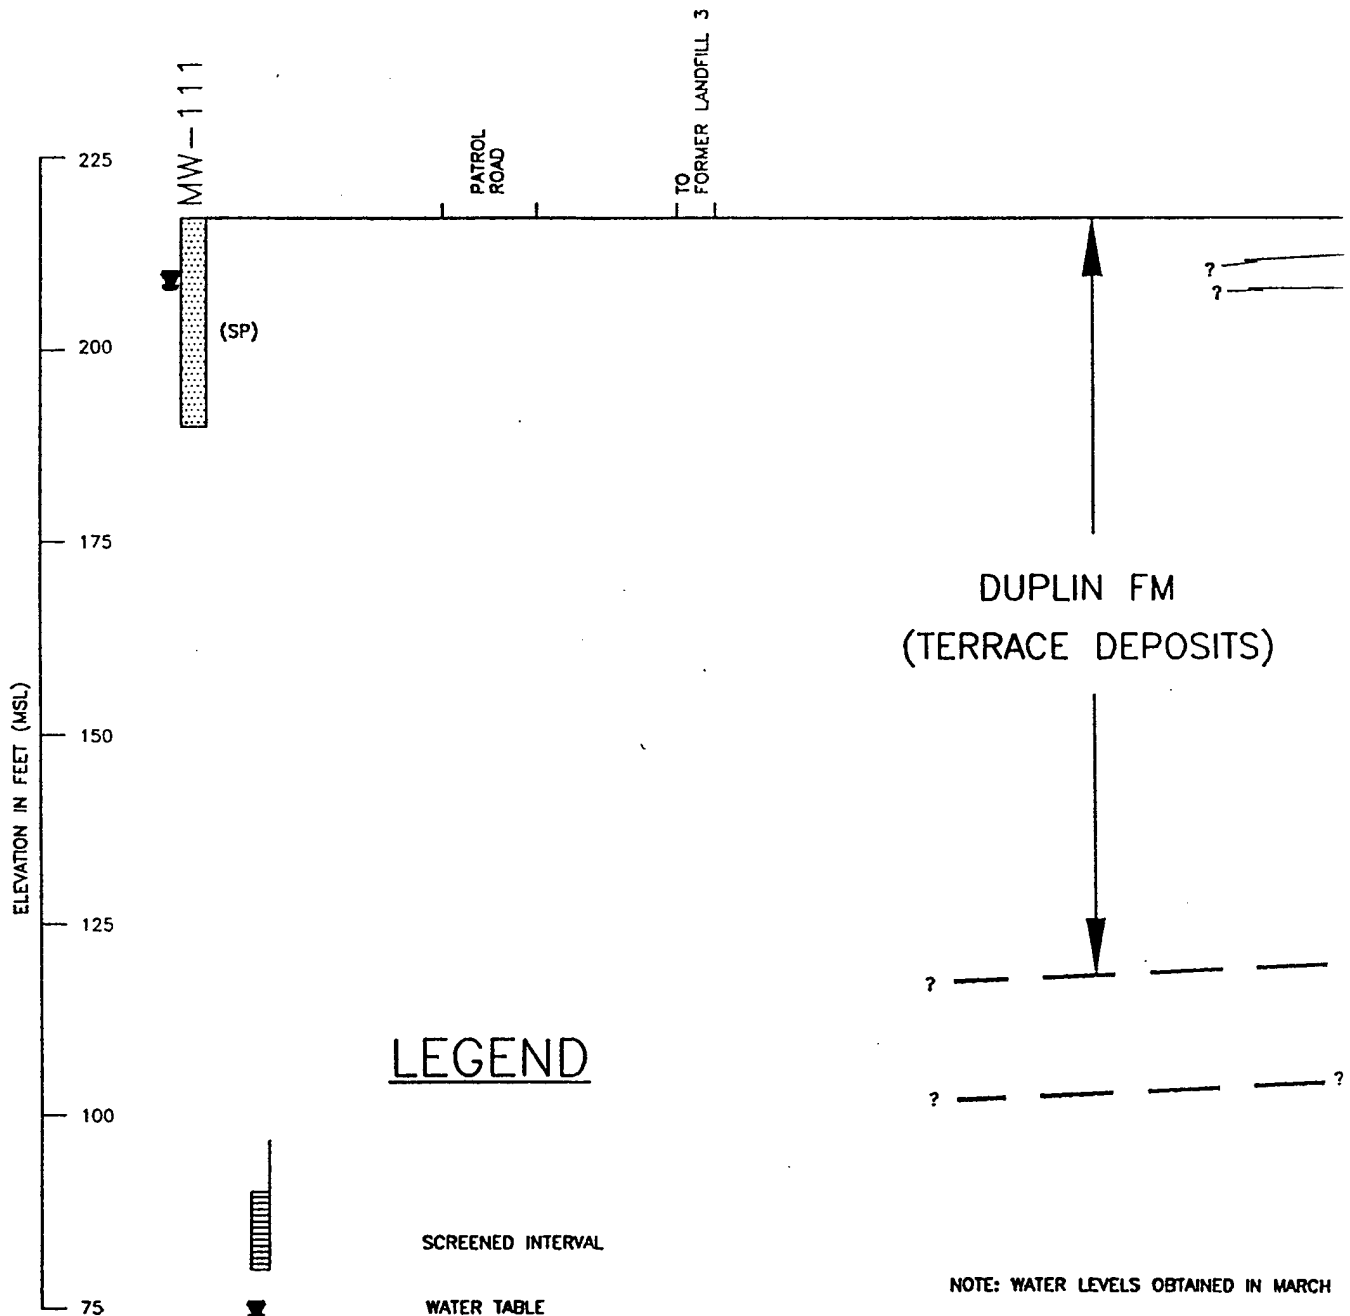 MW-111
PATROL
ROAD
TO
FORMER LANDFILL 3
225
?
?
(SP)
200
175
DUPLIN FM
(TERRACE DEPOSITS)
ELEVATION IN FEET (MSL)
150
125
?
LEGEND
?
?
100
SCREENED INTERVAL
NOTE: WATER LEVELS OBTAINED IN MARCH
75
WATER TABLE